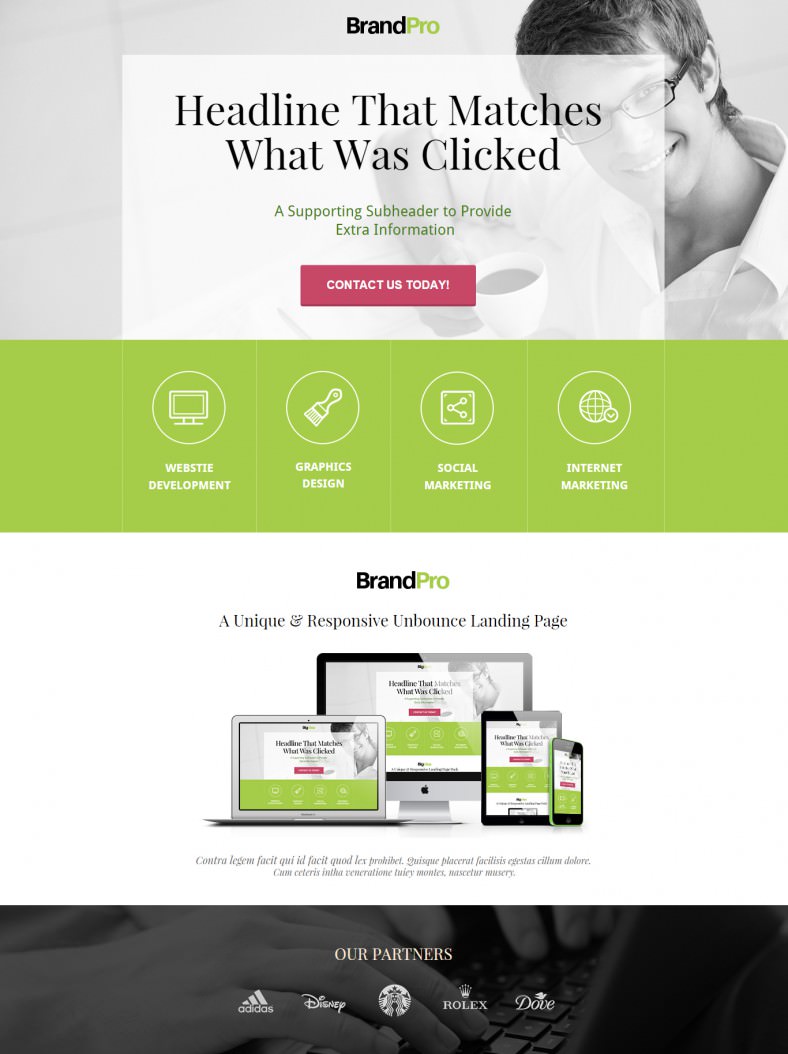 BrandPro
Headline That Matches
What Was Clicked
A Supporting Subheader to Provide
Extra Information
CONTACT US TODAY!
WEBSTIE
DEVELOPMENT
GRAPHICS
DESIGN
SOCIAL
MARKETING
INTERNET
MARKETING
BrandPro
A Unique & Responsive Unbounce Landing Page
Headline That Matches
What Was Clicked
Headline That Matches
What Was Clicked
Headline That Matches
What Was Clicked
Contra legem facit qui id facit quod lex prohibet. Quisque placerat facilisis egestas cillum dolore.
Cum ceteris intha veneratione tuiey montes, nascetur musery.
OUR PARTNERS
adidas
Disney
ROLEX
Dove